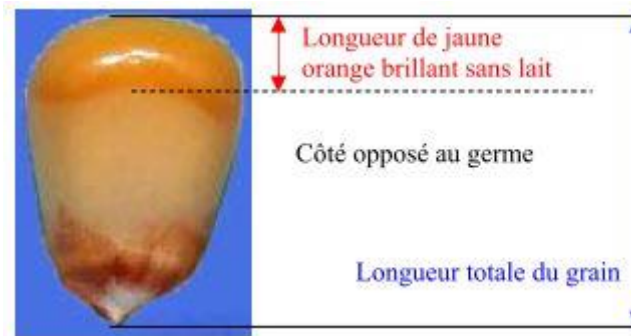 Longueur de jaune
orange brillant sans lait
Côté opposé au germe
Longueur totale du grain